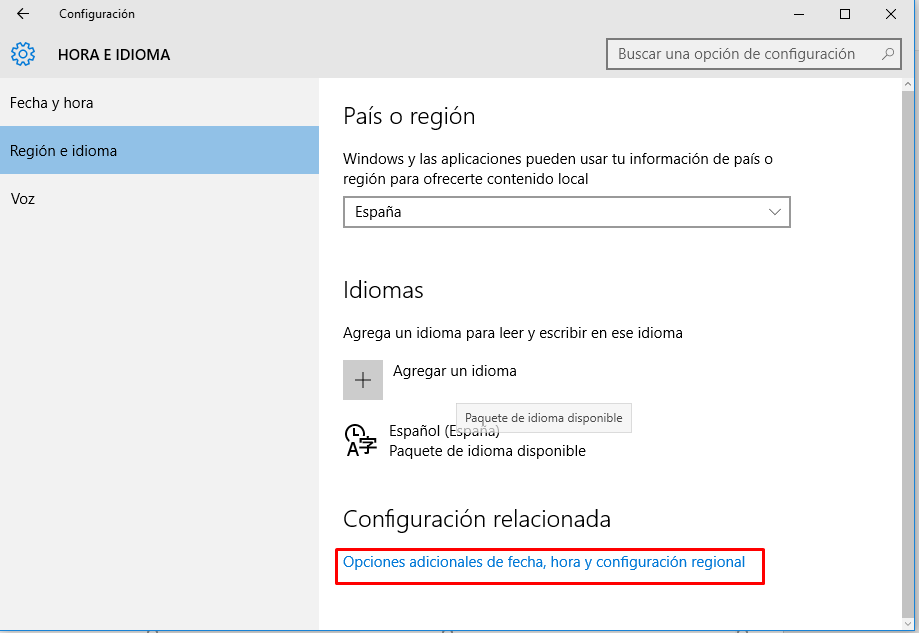 Configuración
HORA E IDIOMA
Buscar una opción de configuración
Fecha y hora
Región e idioma
Voz
País o región
Windows y las aplicaciones pueden usar tu información de país o
región para ofrecerte contenido local
España
Idiomas
Agrega un idioma para leer y escribir en ese idioma
Agregar un idioma
Paquete de idioma disponible
Español (España)
Paquete de idioma disponible
Configuración relacionada
Opciones adicionales de fecha, hora y configuración regional